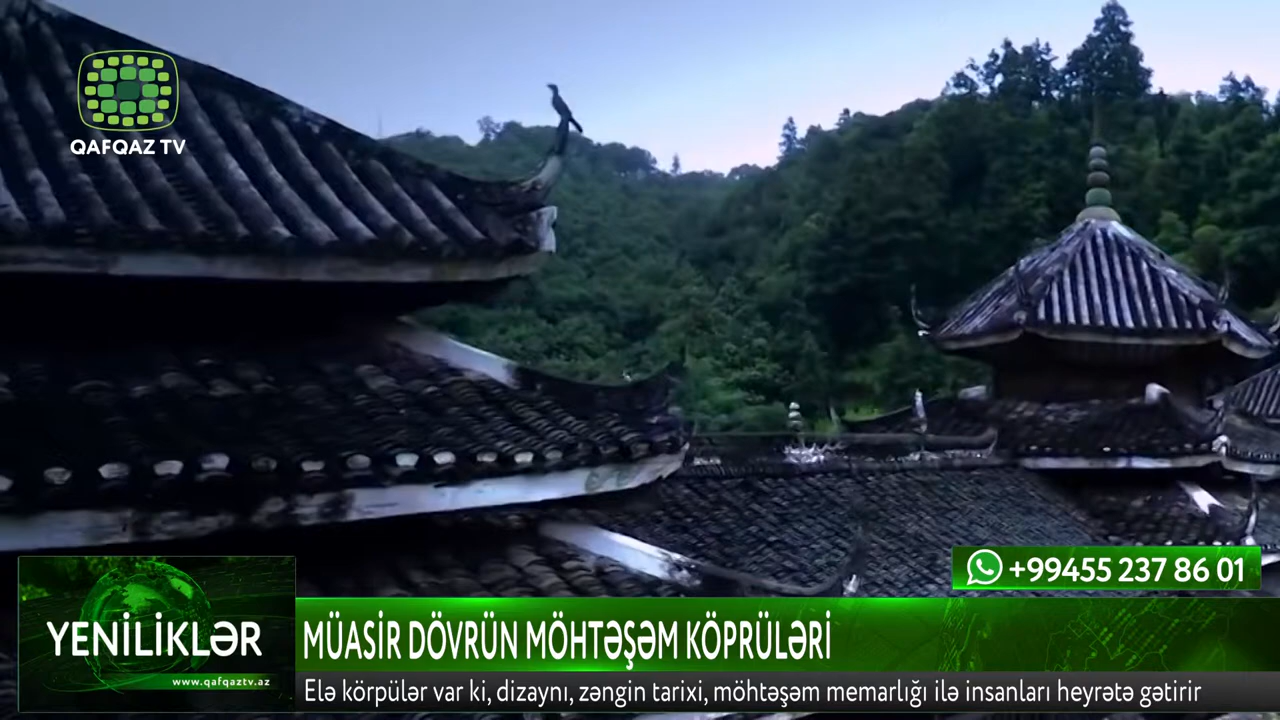 QAFQAZ TV
+99455 237 86 01
YENİLİKLƏR
www.qafqaztv.az
MÜASİR DÖVRÜN MÖHTƏŞƏM KÖPRÜLƏRİ
Elə körpülər var ki, dizaynı, zəngin tarixi, möhtəşəm memarlığı ilə insanları heyrətə gətirir